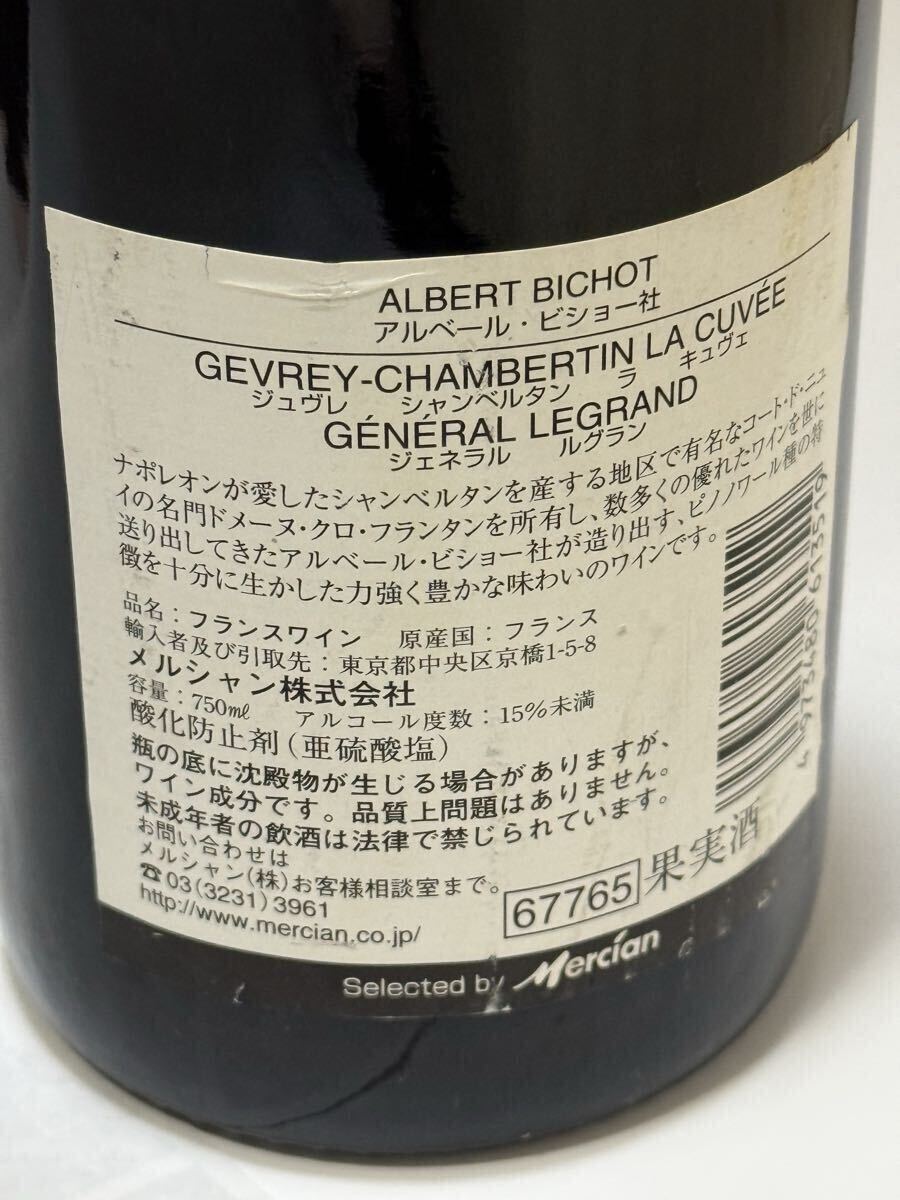 ALBERT BICHOT
アルベール・ビショー社
GEVREY-CHAMBERTIN LA CUVÉE
ジュヴレ シャンベルタン ラ キュヴェ
GÉNÉRAL LEGRAND
ジェネラル ルグラン
ナポレオンが愛したシャンベルタンを産する地区で有名なコート・ド・ニュ
イの名門ドメーヌ・クロ・フランタンを所有し、数多くの優れたワインを世に
送り出してきたアルベール・ビショー社が造り出す、ピノノワール種の特
徴を十分に生かした力強く豊かな味わいのワインです。
品名：フランスワイン 原産国：フランス
輸入者及び引取先：東京都中央区京橋1-5-8
メルシャン株式会社
容量：750㎖ アルコール度数：15%未満
酸化防止剤（亜硫酸塩）
瓶の底に沈殿物が生じる場合がありますが、
ワイン成分です。品質上問題はありません。
未成年者の飲酒は法律で禁じられています。
お問い合わせは
メルシャン(株)お客様相談室まで。
☎03(3231)3961
http://www.mercian.co.jp/
67765 果実酒
4 973480 613519
Selected by Mercian